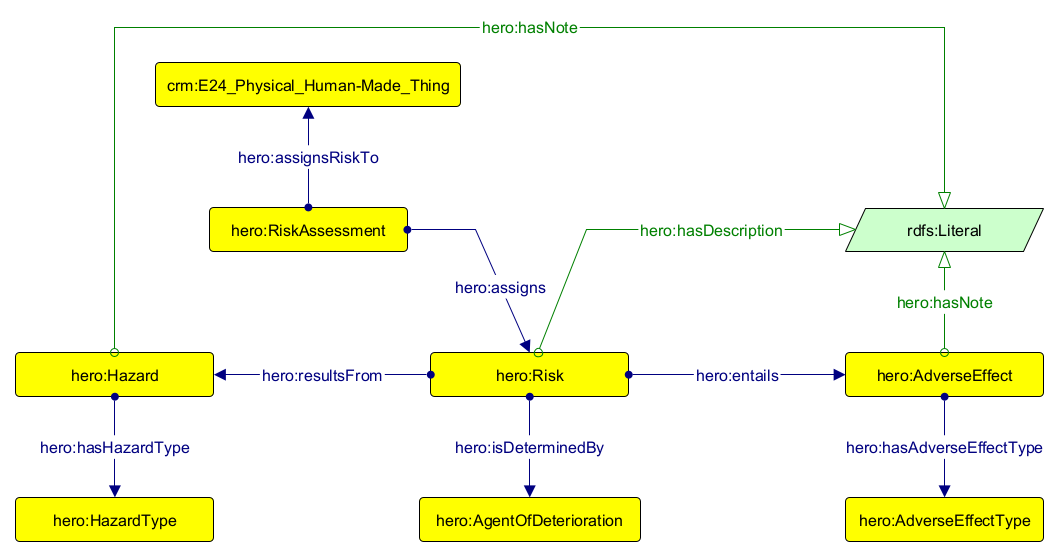 hero:hasNote
crm:E24_Physical_Human-Made_Thing
hero:assignsRiskTo
hero:RiskAssessment
hero:hasDescription
rdfs:Literal
hero:assigns
hero:hasNote
hero:Hazard
hero:resultsFrom
hero:Risk
hero:entails
hero:AdverseEffect
hero:hasHazardType
hero:isDeterminedBy
hero:hasAdverseEffectType
hero:HazardType
hero:AgentOfDeterioration
hero:AdverseEffectType